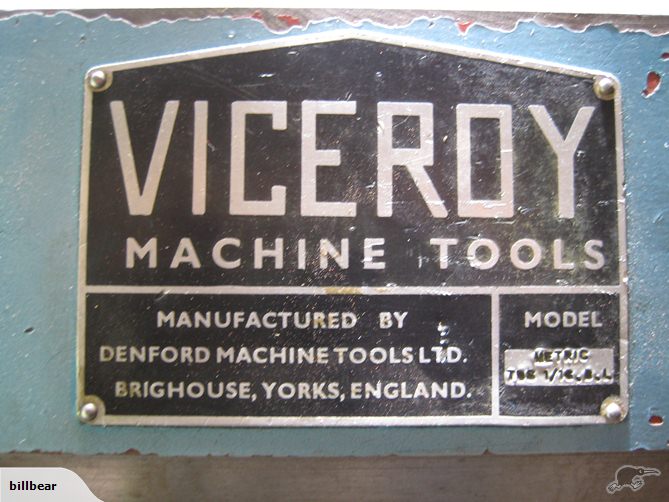 VICEROY
MACHINE TOOLS
MANUFACTURED BY
DENFORD MACHINE TOOLS LTD.
BRIGHOUSE, YORKS, ENGLAND.
MODEL
METRIC
billbear